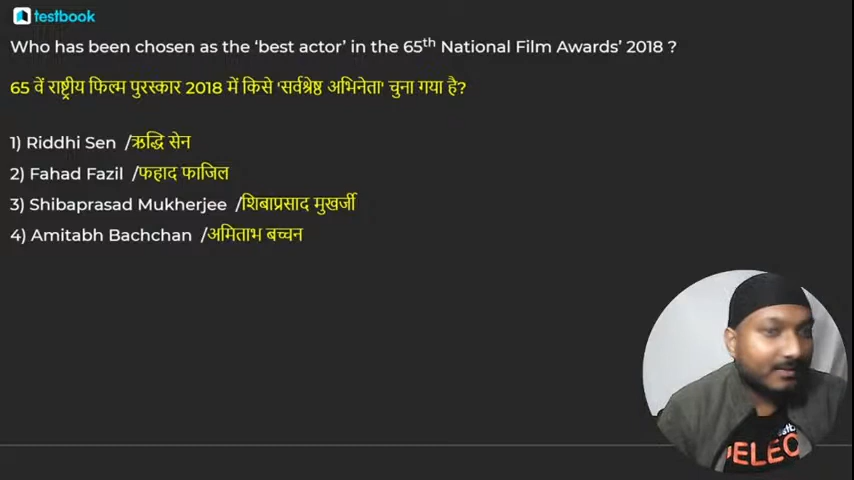 testbook
Who has been chosen as the ‘best actor’ in the 65th National Film Awards’ 2018 ?
65 वें राष्ट्रीय फिल्म पुरस्कार 2018 में किसे 'सर्वश्रेष्ठ अभिनेता' चुना गया है?
1) Riddhi Sen /ऋद्धि सेन
2) Fahad Fazil /फहाद फाजिल
3) Shibaprasad Mukherjee /शिबाप्रसाद मुखर्जी
4) Amitabh Bachchan /अमिताभ बच्चन